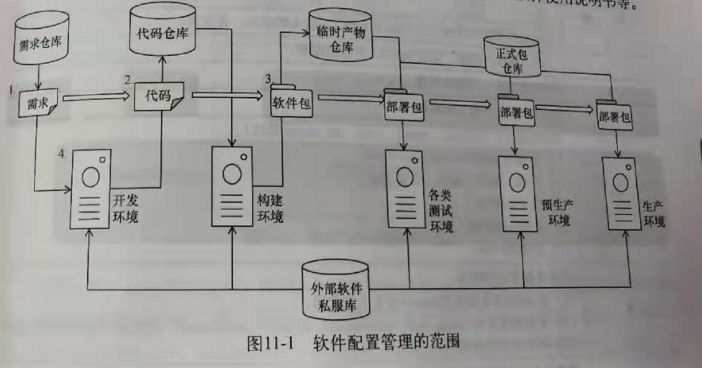 使用说明书等。
需求仓库
代码仓库
临时产物
仓库
正式包
仓库
1.
需求
2
代码
3
软件包
部署包
部署包
部署包
4.
开发
环境
构建
环境
各类
测试
环境
预生产
环境
生产
环境
外部软件
私服库
图11-1 软件配置管理的范围